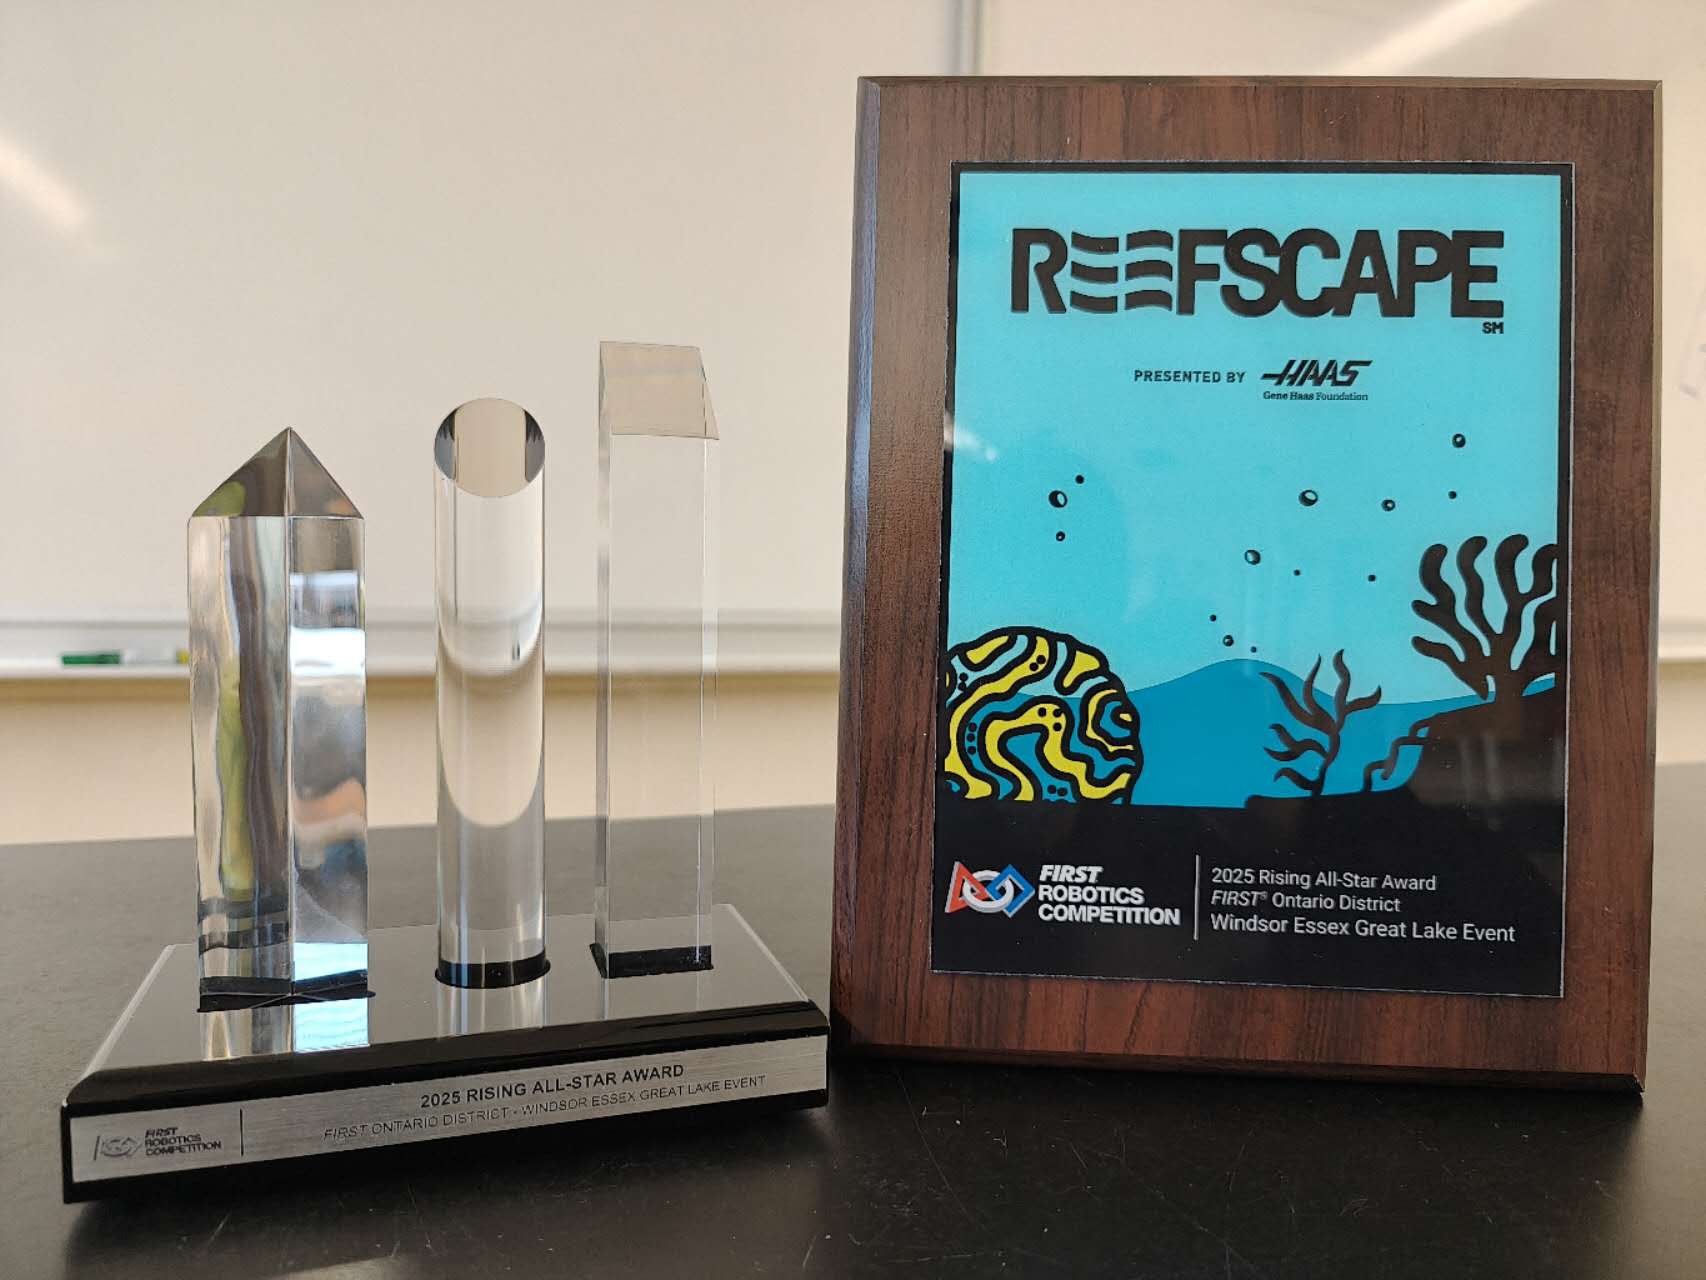 REEFSCAPE
SM
PRESENTED BY HAAS
Gene Haas Foundation
FIRST
ROBOTICS
COMPETITION
2025 Rising All-Star Award
FIRST® Ontario District
Windsor Essex Great Lake Event
2025 RISING ALL-STAR AWARD
FIRST ONTARIO DISTRICT - WINDSOR ESSEX GREAT LAKE EVENT
FIRST
ROBOTICS
COMPETITION